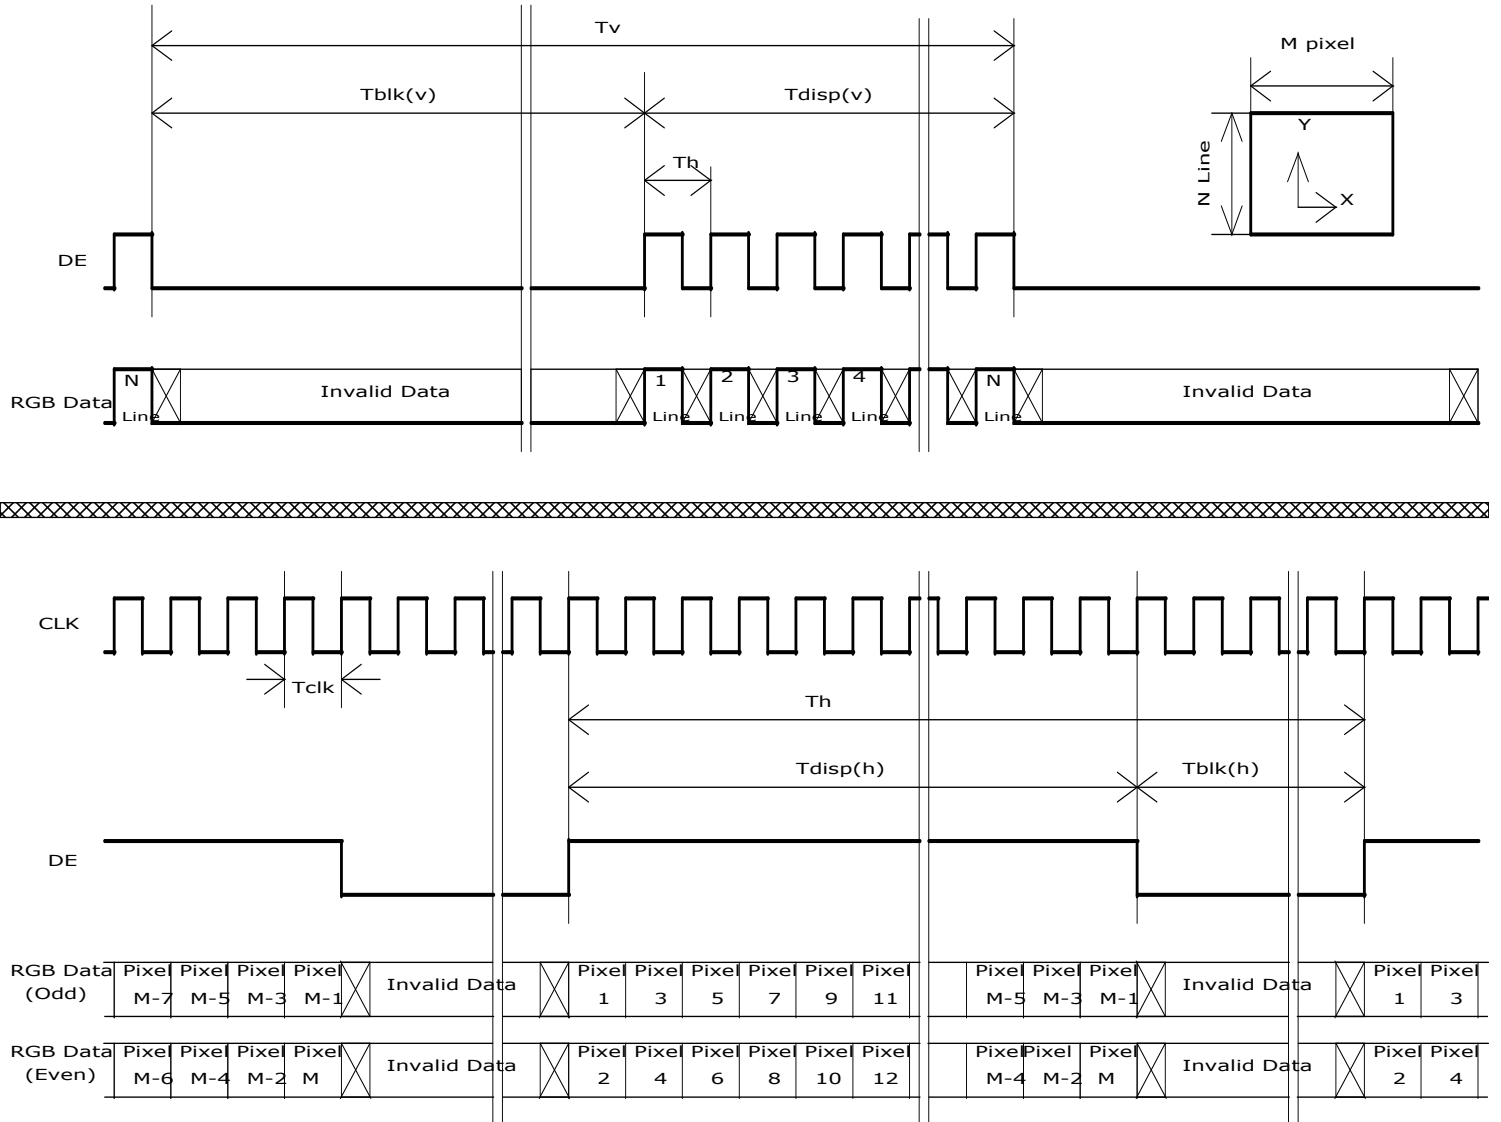 Tv
M pixel
Tblk(v)
Tdisp(v)
Th
N Line
Y
X
DE
RGB Data
N
Line
Invalid Data
1
Line
2
Line
3
Line
4
Line
N
Line
Invalid Data
CLK
Tclk
Th
Tdisp(h)
Tblk(h)
DE
RGB Data
(Odd)
Pixel
M-7
Pixel
M-5
Pixel
M-3
Pixel
M-1
Invalid Data
Pixel
1
Pixel
3
Pixel
5
Pixel
7
Pixel
9
Pixel
11
Pixel
M-5
Pixel
M-3
Pixel
M-1
Invalid Data
Pixel
1
Pixel
3
RGB Data
(Even)
Pixel
M-6
Pixel
M-4
Pixel
M-2
Pixel
M
Invalid Data
Pixel
2
Pixel
4
Pixel
6
Pixel
8
Pixel
10
Pixel
12
Pixel
M-4
Pixel
M-2
Pixel
M
Invalid Data
Pixel
2
Pixel
4